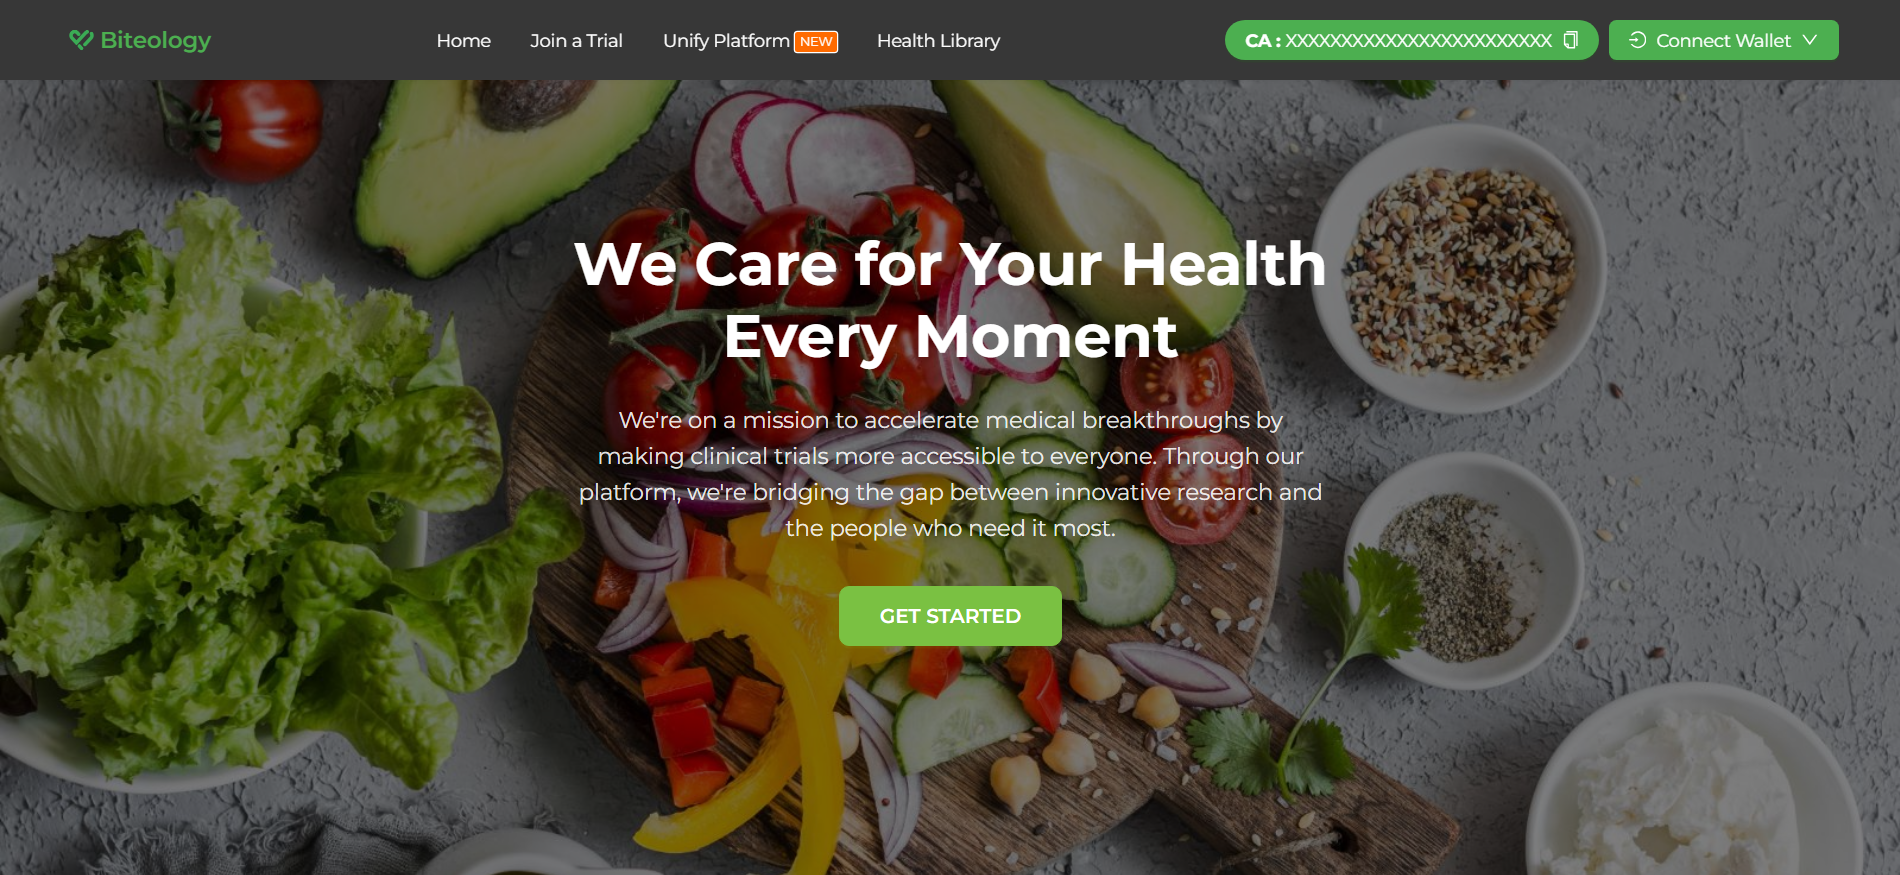 Biteology
Home
Join a Trial
Unify Platform NEW
Health Library
CA : XXXXXXXXXXXXXXXXXXXXXXXX
Connect Wallet
We Care for Your Health
Every Moment
We're on a mission to accelerate medical breakthroughs by
making clinical trials more accessible to everyone. Through our
platform, we're bridging the gap between innovative research and
the people who need it most.
GET STARTED